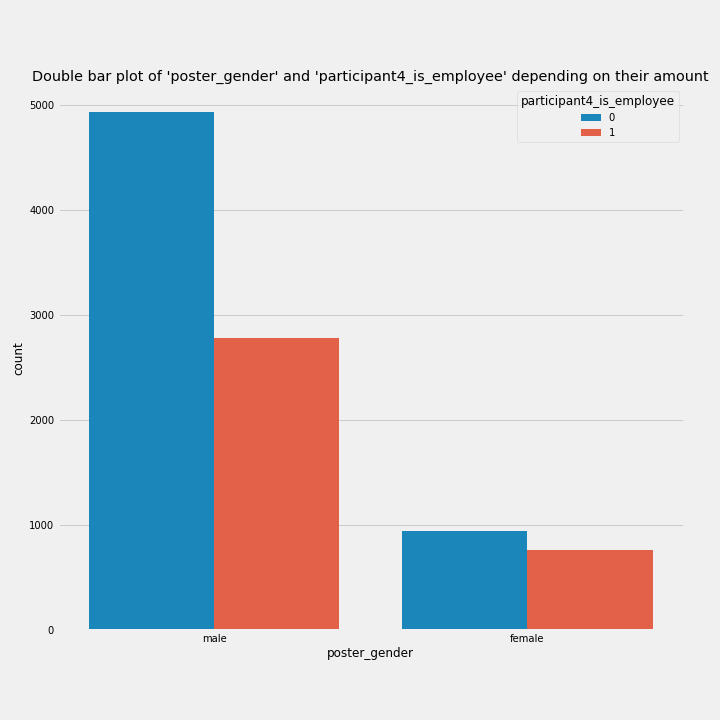 Double bar plot of 'poster_gender' and 'participant4_is_employee' depending on their amount
participant4_is_employee
0
1
5000
4000
3000
2000
1000
0
count
male
female
poster_gender